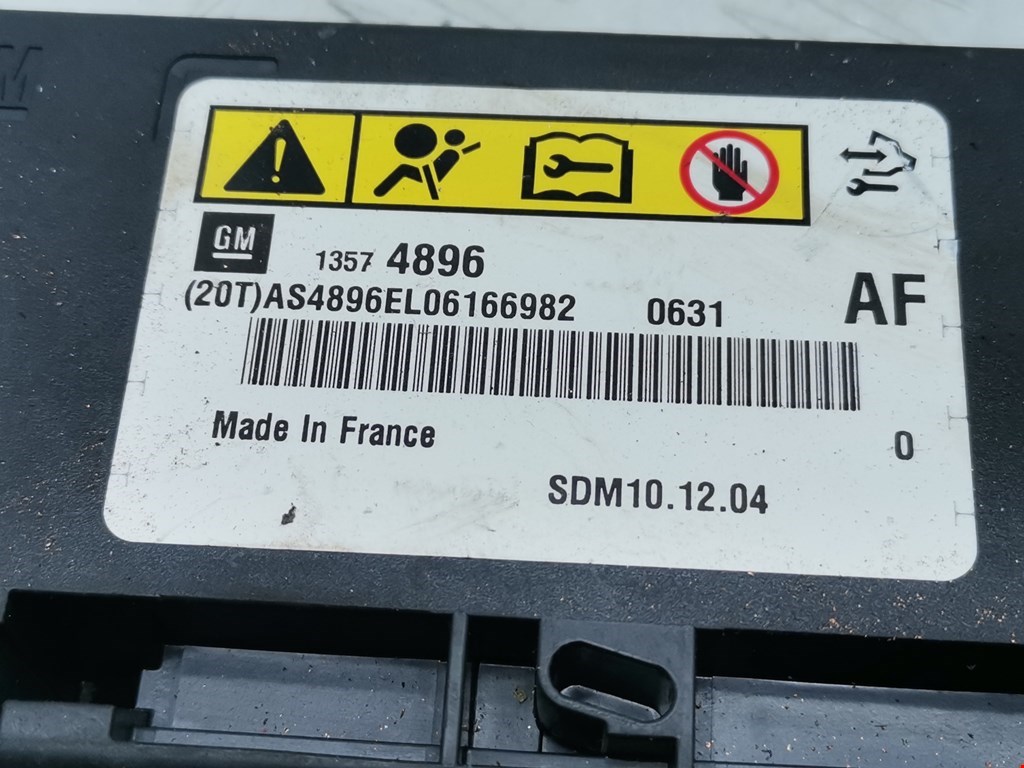 GM 1357 4896
(20T)AS4896EL06166982 0631 AF
Made In France 0
SDM10.12.04